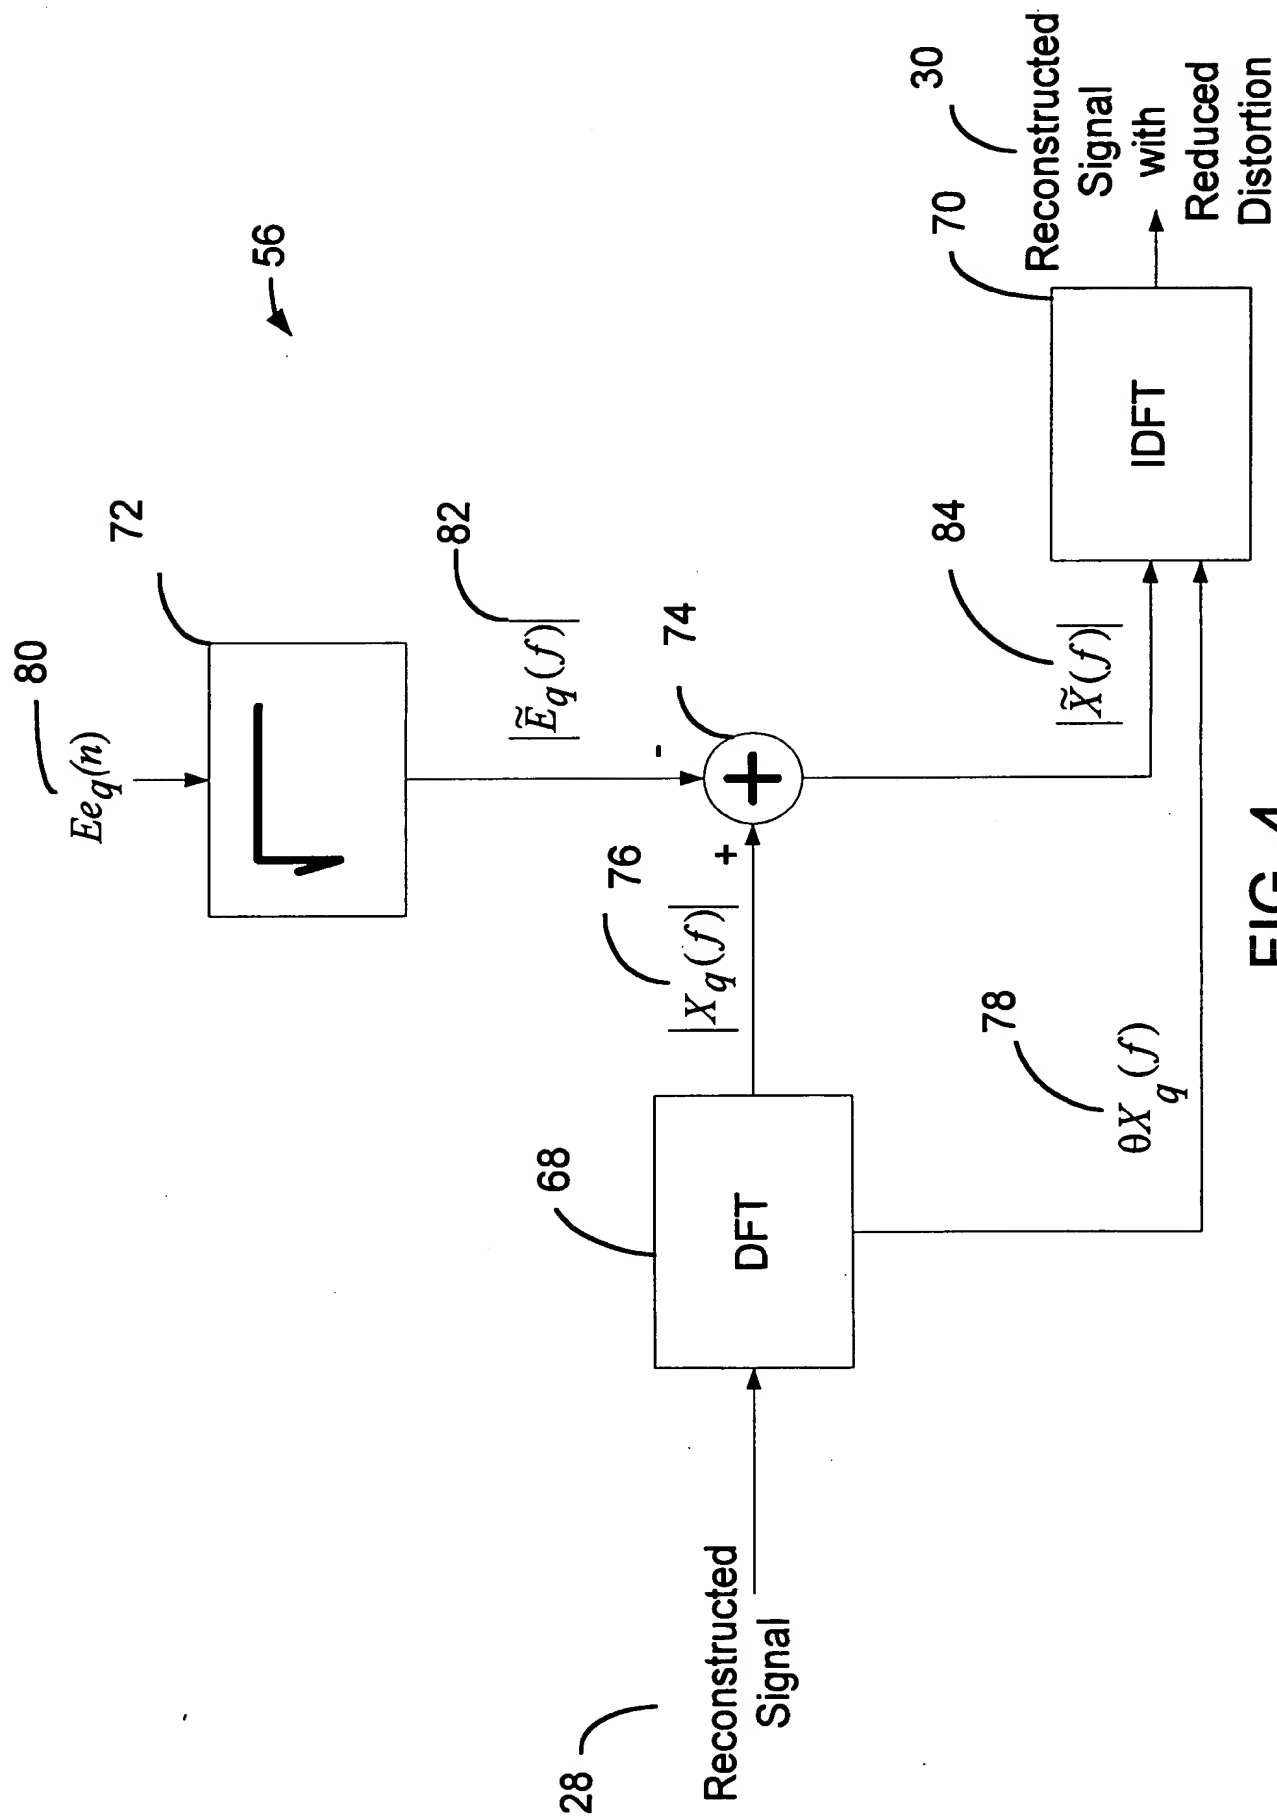 56
80
Ee_q(n)
72
82
|Ẽ_q(f)|
74
-
+
76
|X_q(f)|
68
DFT
28
Reconstructed
Signal
78
θX_q(f)
84
|X̃(f)|
70
IDFT
30
Reconstructed
Signal
with
Reduced
Distortion